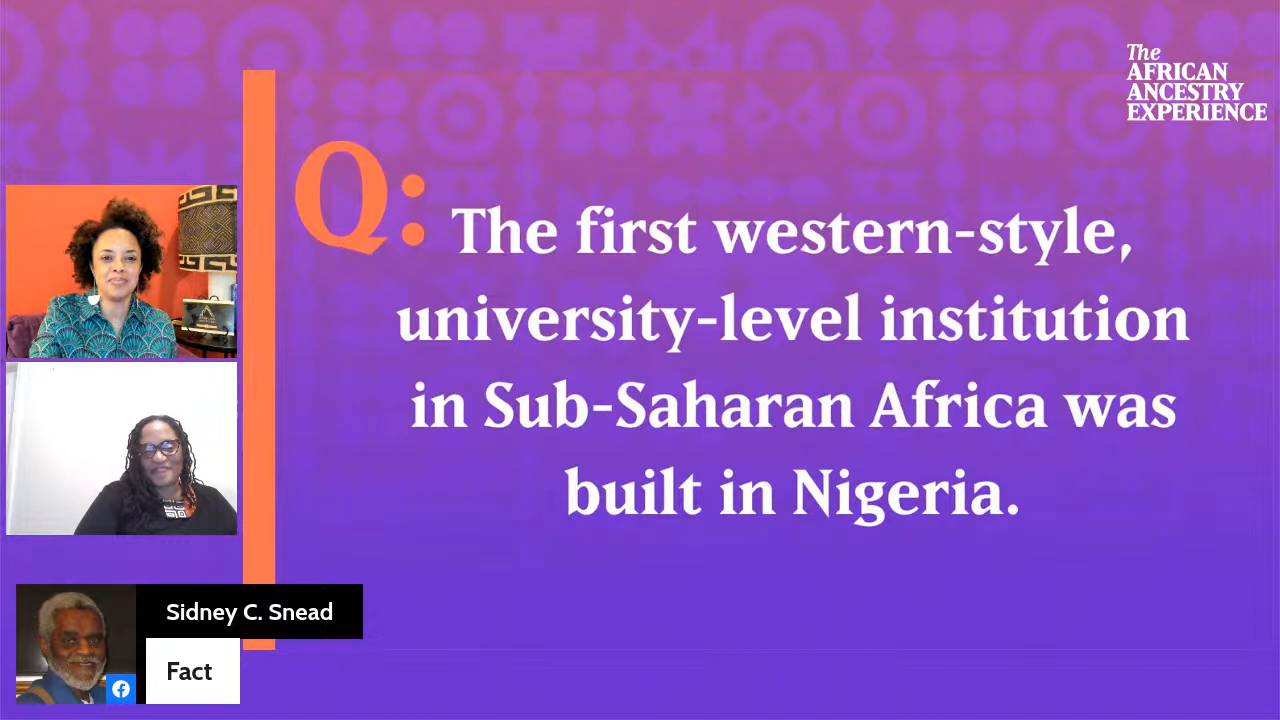 The
AFRICAN
ANCESTRY
EXPERIENCE
Q: The first western-style,
university-level institution
in Sub-Saharan Africa was
built in Nigeria.
Sidney C. Snead
Fact